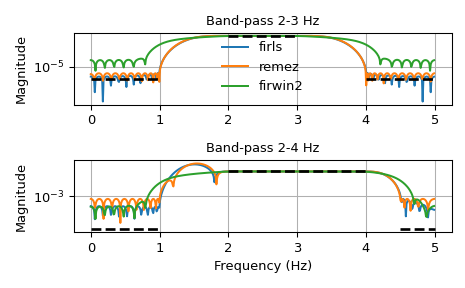 Band-pass 2-3 Hz
Magnitude
10⁻⁵
firls
remez
firwin2
0 1 2 3 4 5
Band-pass 2-4 Hz
Magnitude
10⁻³
0 1 2 3 4 5
Frequency (Hz)